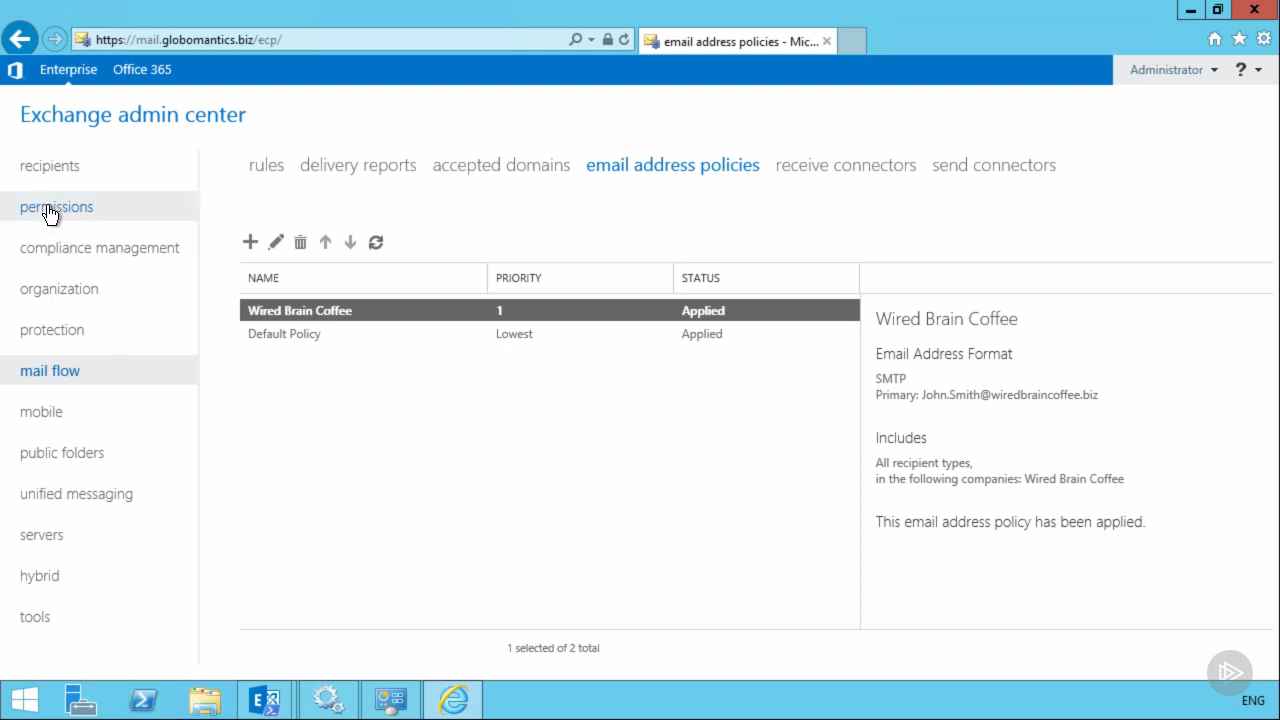 https://mail.globomantics.biz/ecp/
email address policies - Mic...
Enterprise Office 365
Administrator ?
Exchange admin center
recipients
permissions
compliance management
organization
protection
mail flow
mobile
public folders
unified messaging
servers
hybrid
tools
rules delivery reports accepted domains email address policies receive connectors send connectors
NAME PRIORITY STATUS
Wired Brain Coffee 1 Applied
Default Policy Lowest Applied
Wired Brain Coffee
Email Address Format
SMTP
Primary: John.Smith@wiredbraincoffee.biz
Includes
All recipient types,
in the following companies: Wired Brain Coffee
This email address policy has been applied.
1 selected of 2 total
ENG